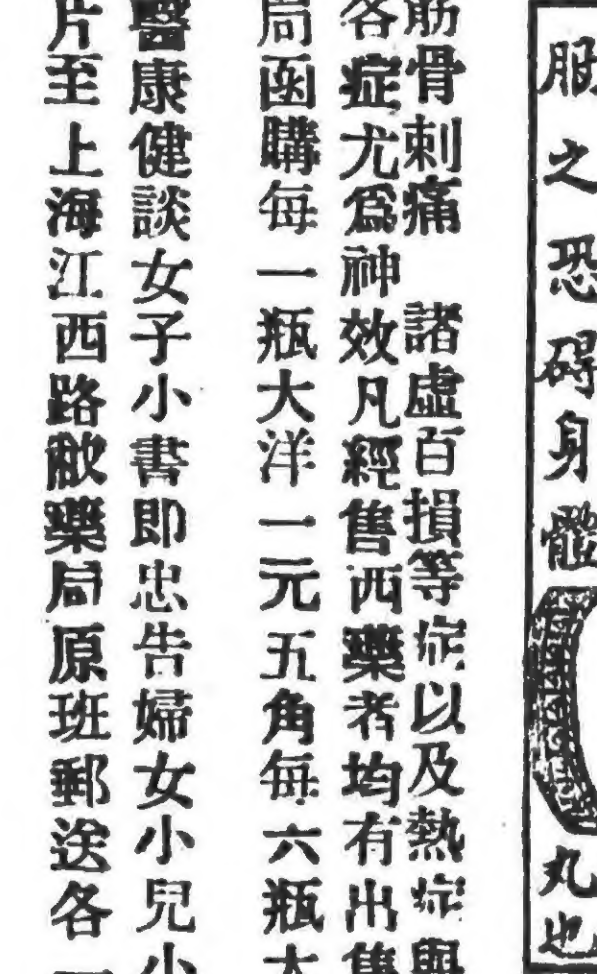 服之恐碍身體
丸也
筋骨刺痛 諸虛百損等症以及熱症與
各症尤爲神效凡經售西藥者均有出售
局函購每一瓶大洋一元五角每六瓶大
醫康健談女子小書即忠告婦女小兒小
片至上海江西路敝藥局原班郵送各一